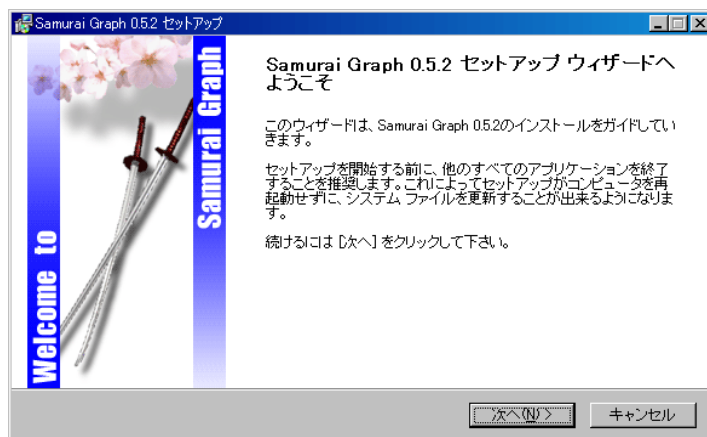 Samurai Graph 0.5.2 セットアップ
Welcome to
Samurai Graph
Samurai Graph 0.5.2 セットアップ ウィザードへ
ようこそ
このウィザードは、Samurai Graph 0.5.2のインストールをガイドしてい
きます。
セットアップを開始する前に、他のすべてのアプリケーションを終了
することを推奨します。これによってセットアップがコンピュータを再
起動せずに、システム ファイルを更新することが出来るようになりま
す。
続けるには [次へ] をクリックして下さい。
次へ(N) >
キャンセル